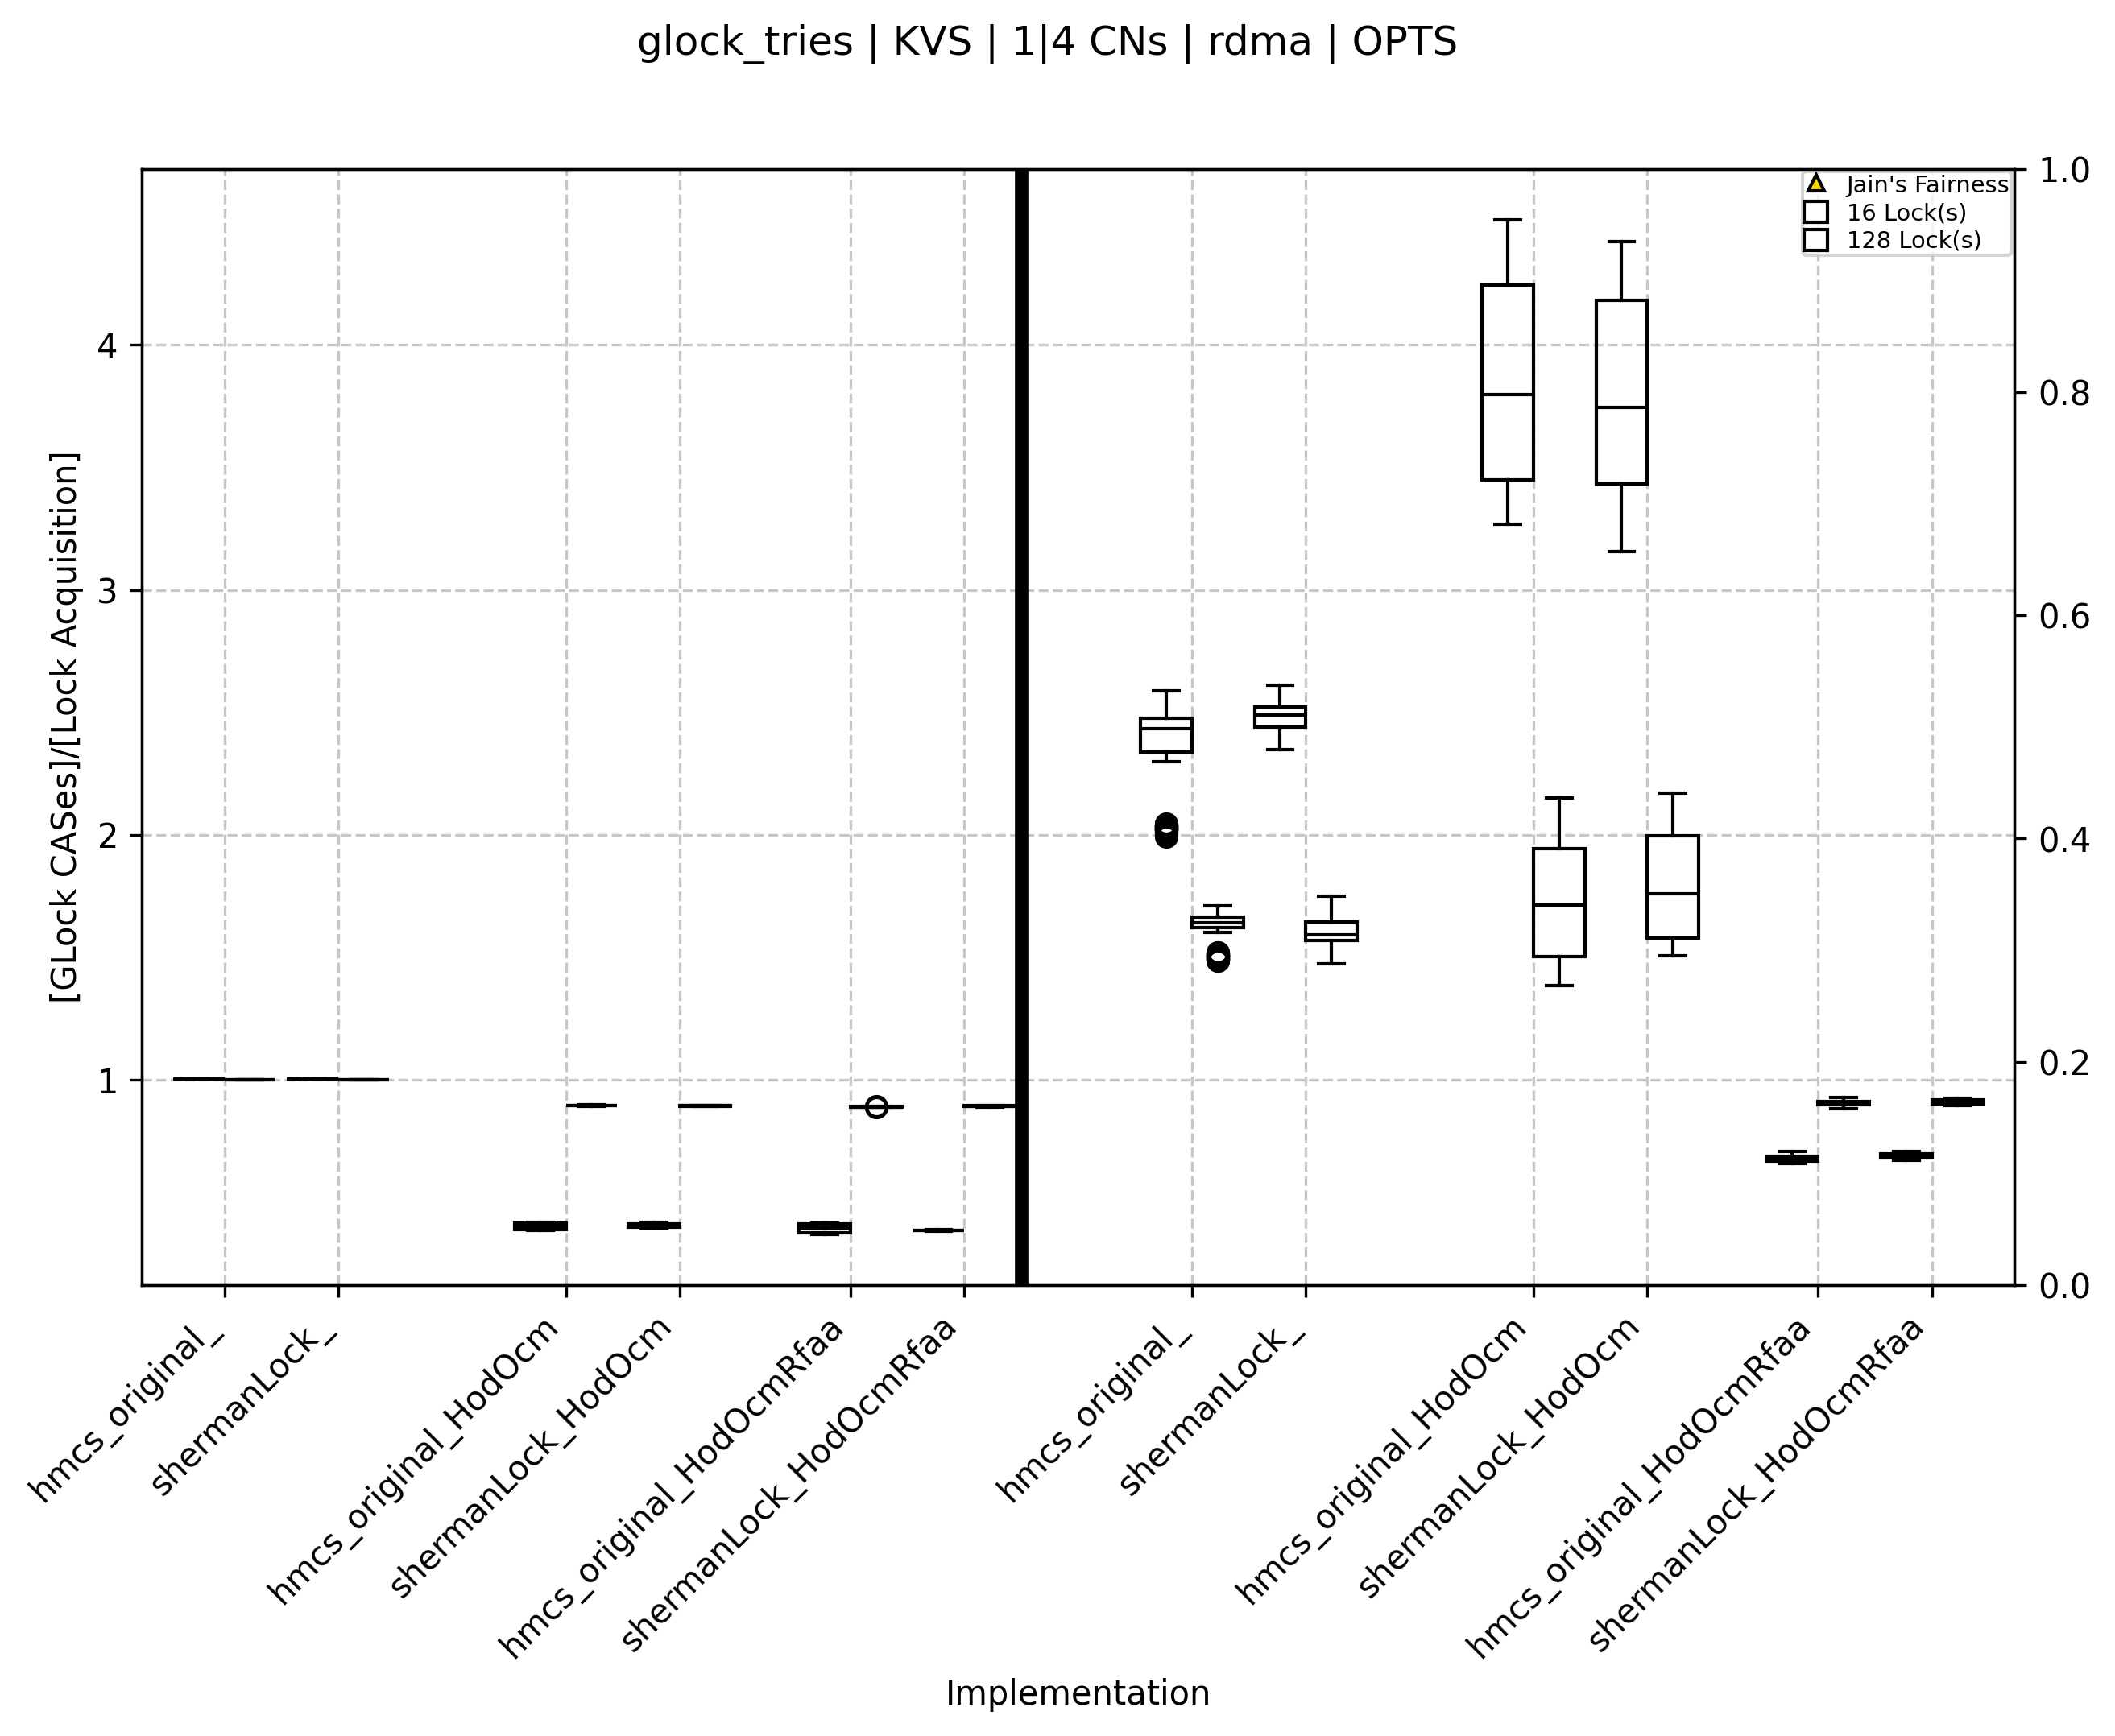 glock_tries | KVS | 1|4 CNs | rdma | OPTS
Jain's Fairness
16 Lock(s)
128 Lock(s)
[GLock CASes]/[Lock Acquisition]
4
3
2
1
1.0
0.8
0.6
0.4
0.2
0.0
hmcs_original_
shermanLock_
hmcs_original_HodOcm
shermanLock_HodOcm
hmcs_original_HodOcmRfaa
shermanLock_HodOcmRfaa
hmcs_original_
shermanLock_
hmcs_original_HodOcm
shermanLock_HodOcm
hmcs_original_HodOcmRfaa
shermanLock_HodOcmRfaa
Implementation